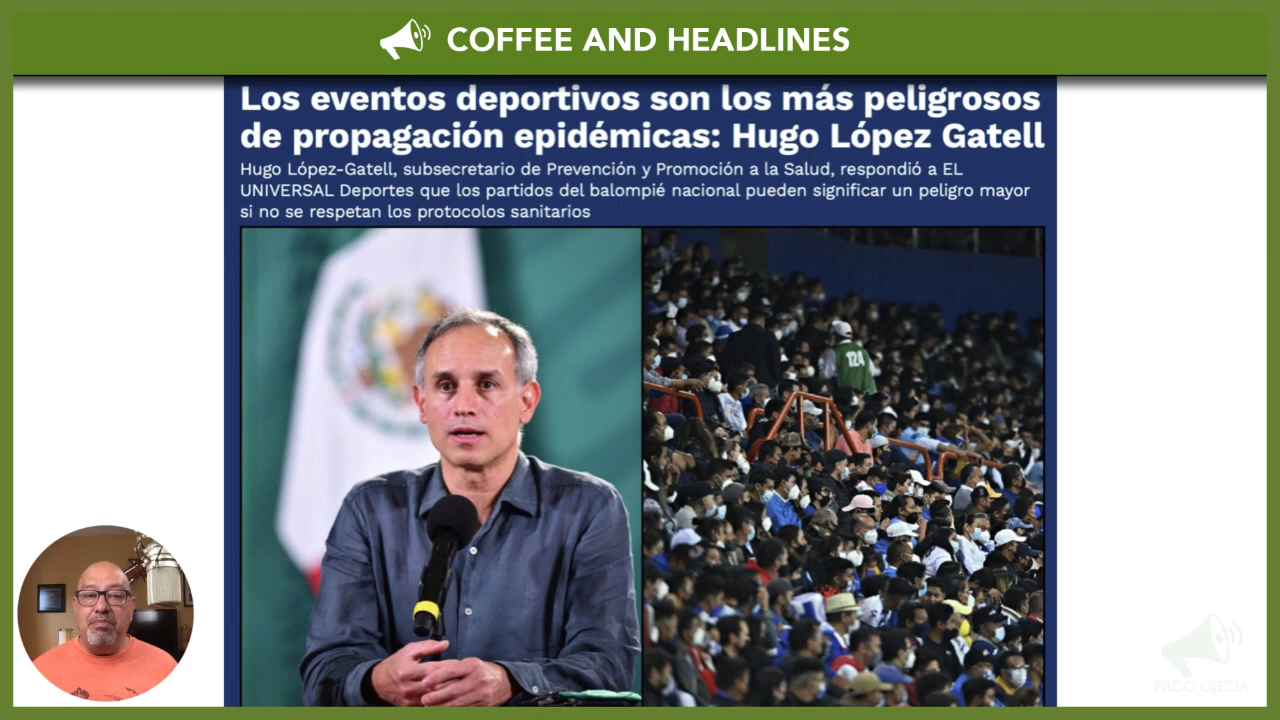 COFFEE AND HEADLINES
Los eventos deportivos son los más peligrosos
de propagación epidémicas: Hugo López Gatell
Hugo López-Gatell, subsecretario de Prevención y Promoción a la Salud, respondió a EL
UNIVERSAL Deportes que los partidos del balompié nacional pueden significar un peligro mayor
si no se respetan los protocolos sanitarios
124
PACO OJEDA